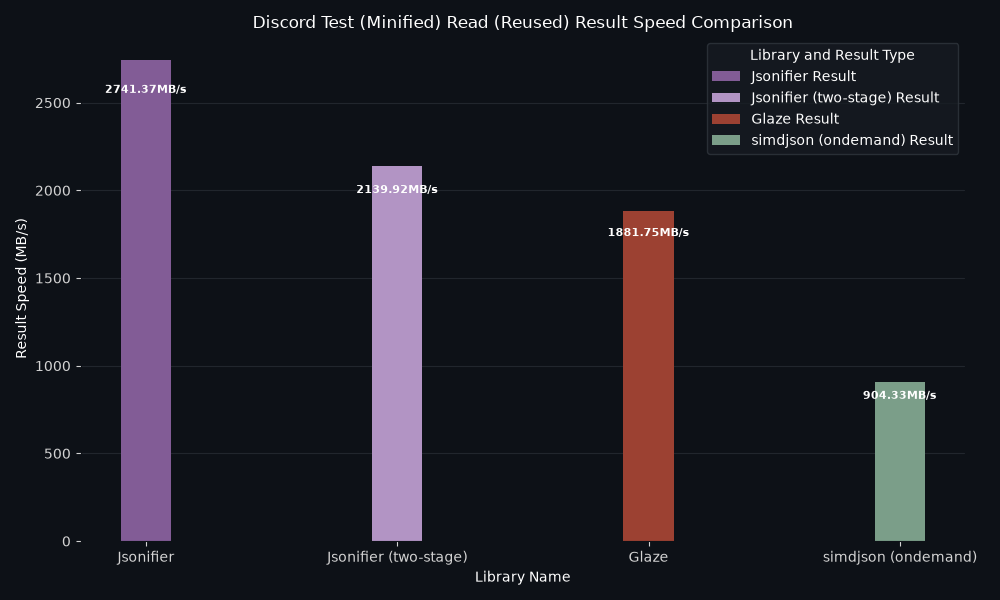 Discord Test (Minified) Read (Reused) Result Speed Comparison
Library and Result Type
Jsonifier Result
Jsonifier (two-stage) Result
Glaze Result
simdjson (ondemand) Result
2741.37MB/s
2139.92MB/s
1881.75MB/s
904.33MB/s
Result Speed (MB/s)
2500
2000
1500
1000
500
0
Jsonifier
Jsonifier (two-stage)
Glaze
simdjson (ondemand)
Library Name